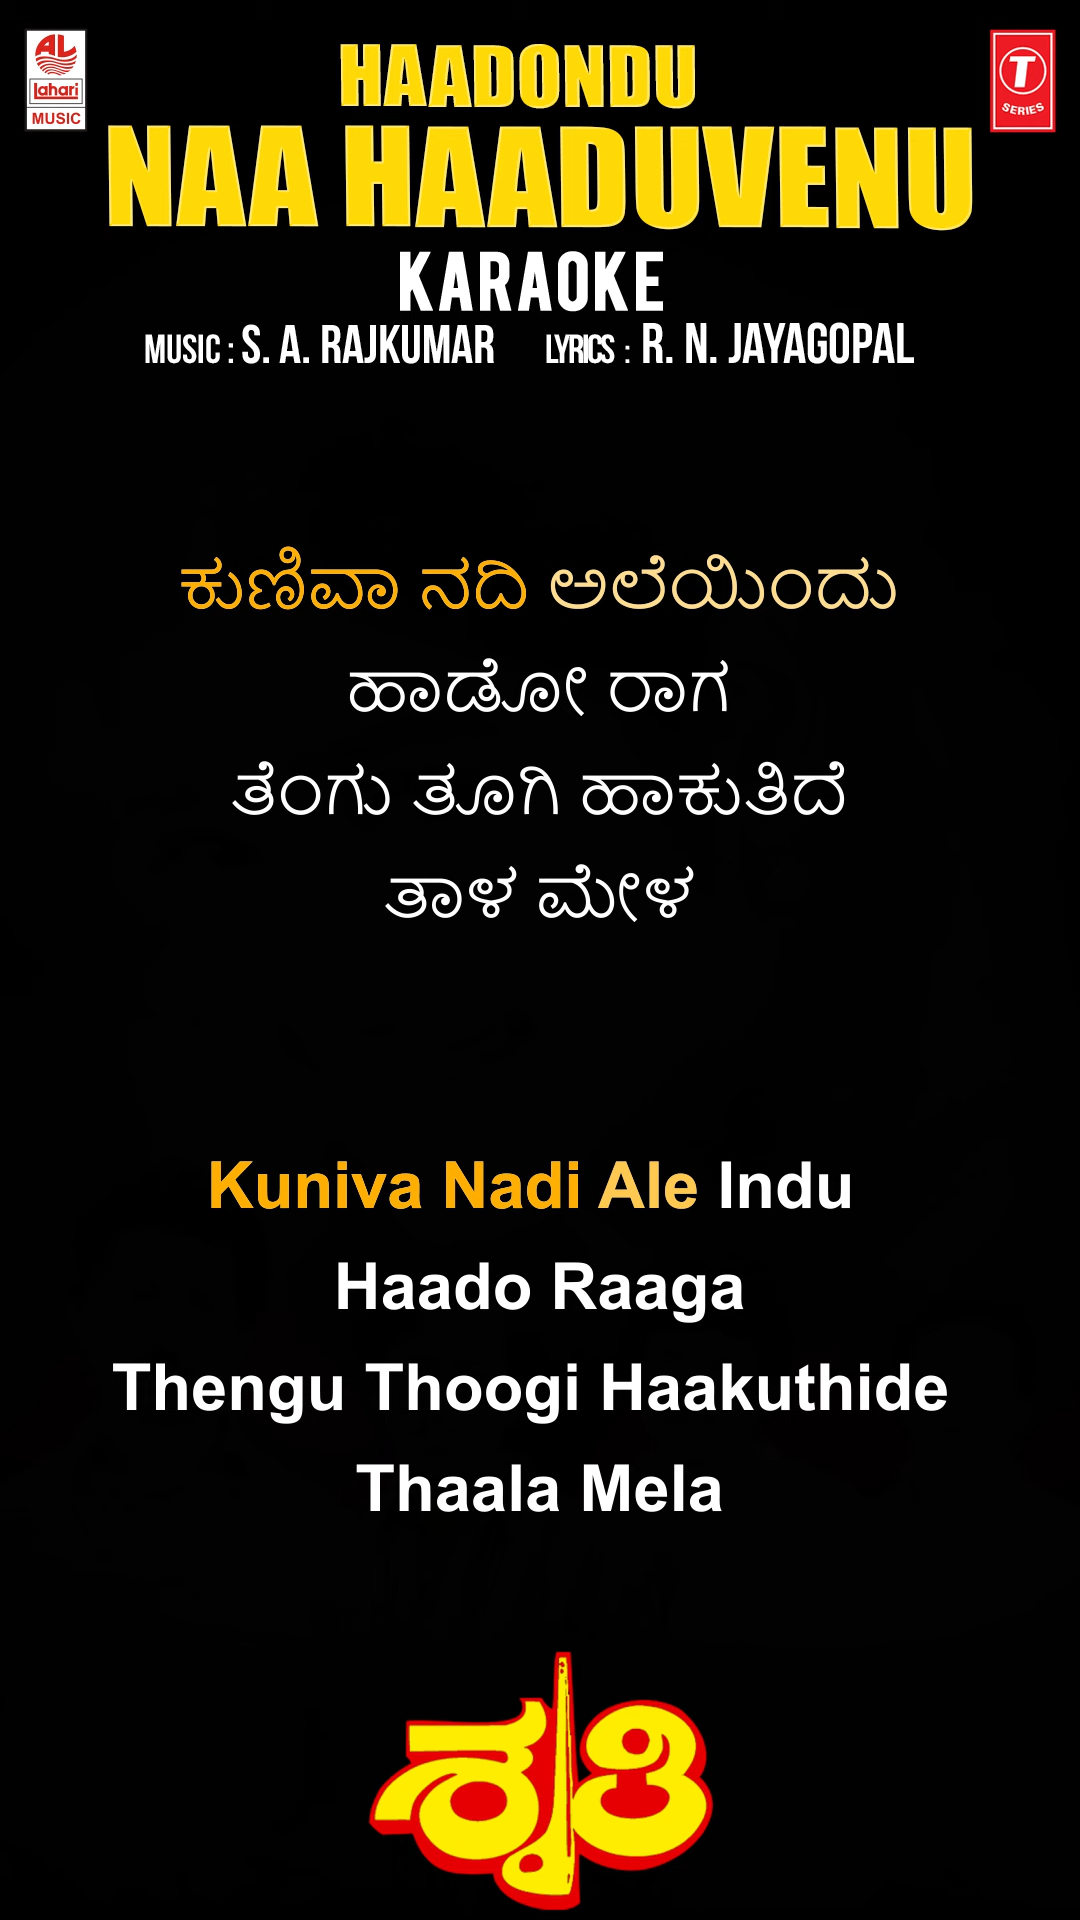 AL
lahari
MUSIC
T
SERIES
HAADONDU
NAA HAADUVENU
KARAOKE
MUSIC : S. A. RAJKUMAR LYRICS : R. N. JAYAGOPAL
ಕುಣಿವಾ ನದಿ ಅಲೆಯಿಂದು
ಹಾಡೋ ರಾಗ
ತೆಂಗು ತೂಗಿ ಹಾಕುತಿದೆ
ತಾಳ ಮೇಳ
Kuniva Nadi Ale Indu
Haado Raaga
Thengu Thoogi Haakuthide
Thaala Mela
ಶೃತಿ